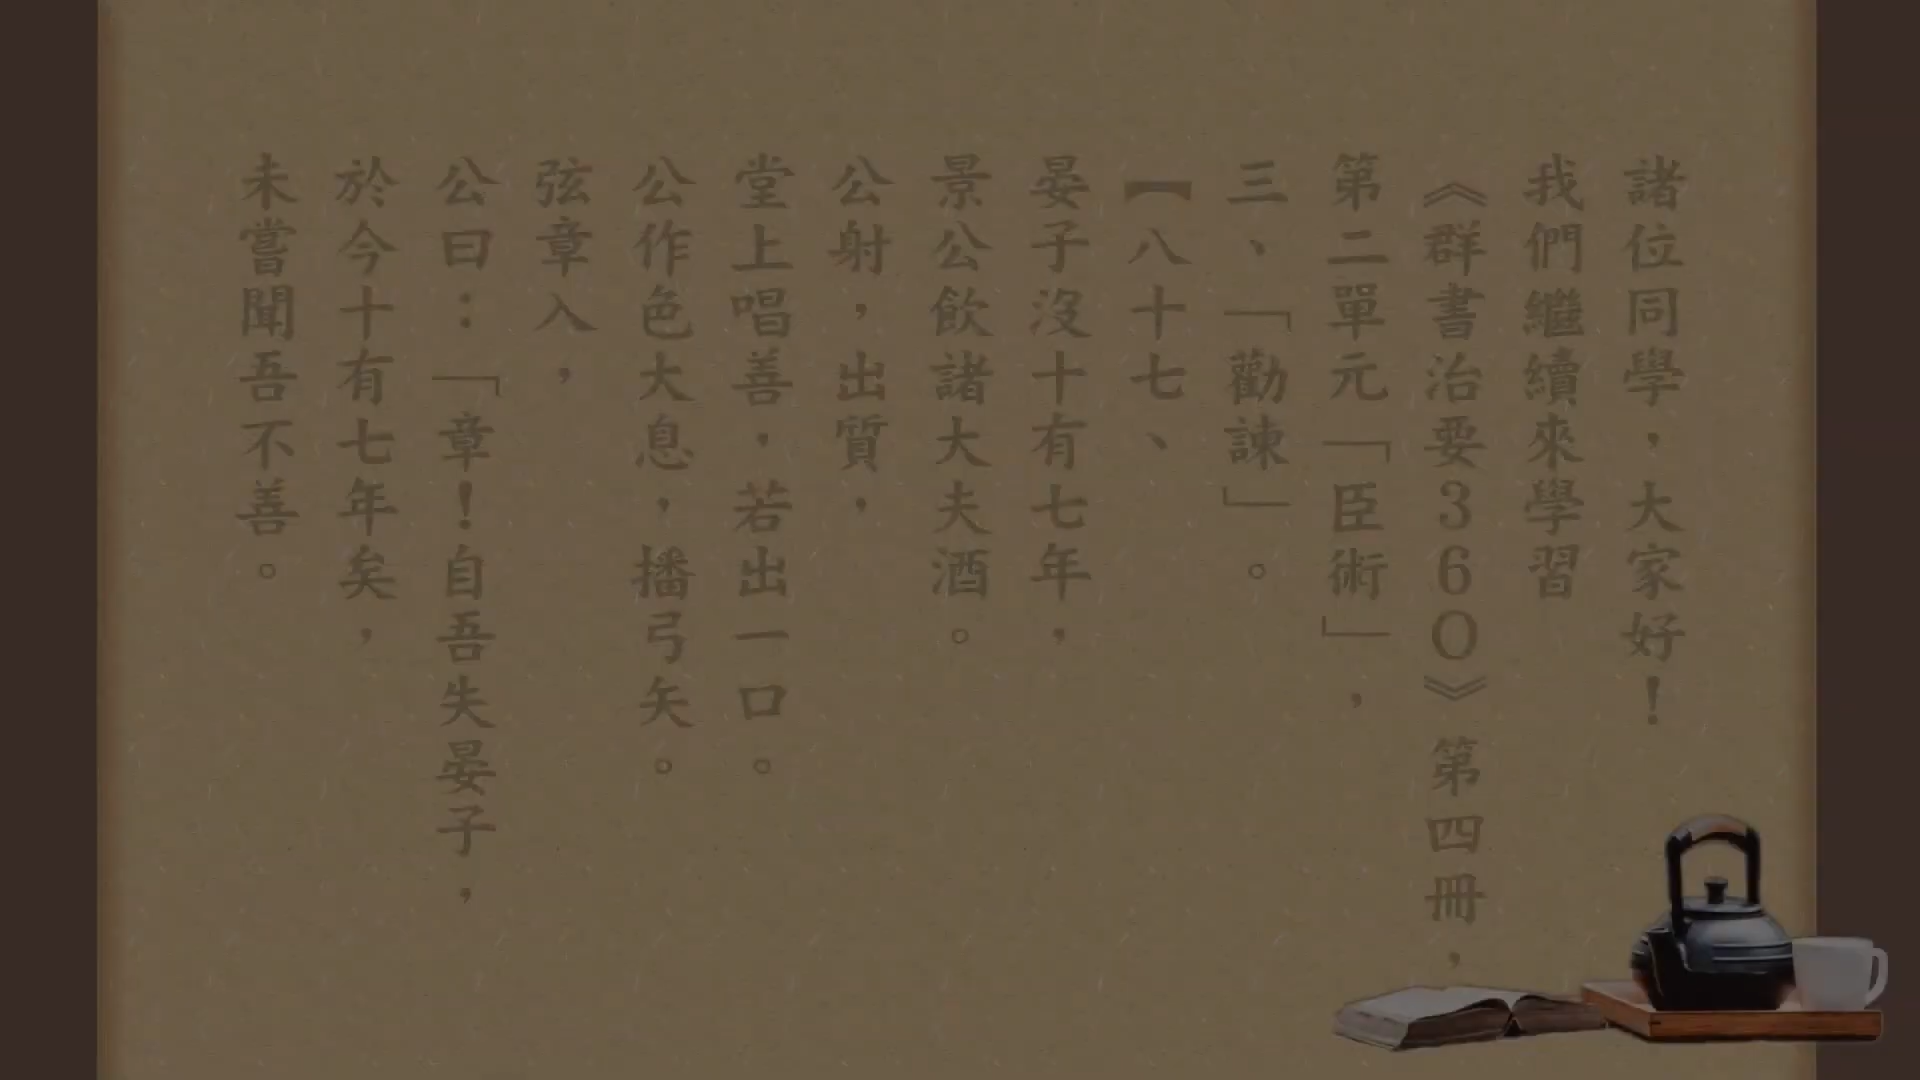 諸位同學，大家好！
我們繼續來學習
《群書治要360》第四冊，
第二單元「臣術」，
三、「勸諫」。
【八十七、
晏子沒十有七年，
景公飲諸大夫酒。
公射，出質，
堂上唱善，若出一口。
公作色大息，播弓矢。
弦章入，
公曰：「章！自吾失晏子，
於今十有七年矣，
未嘗聞吾不善。